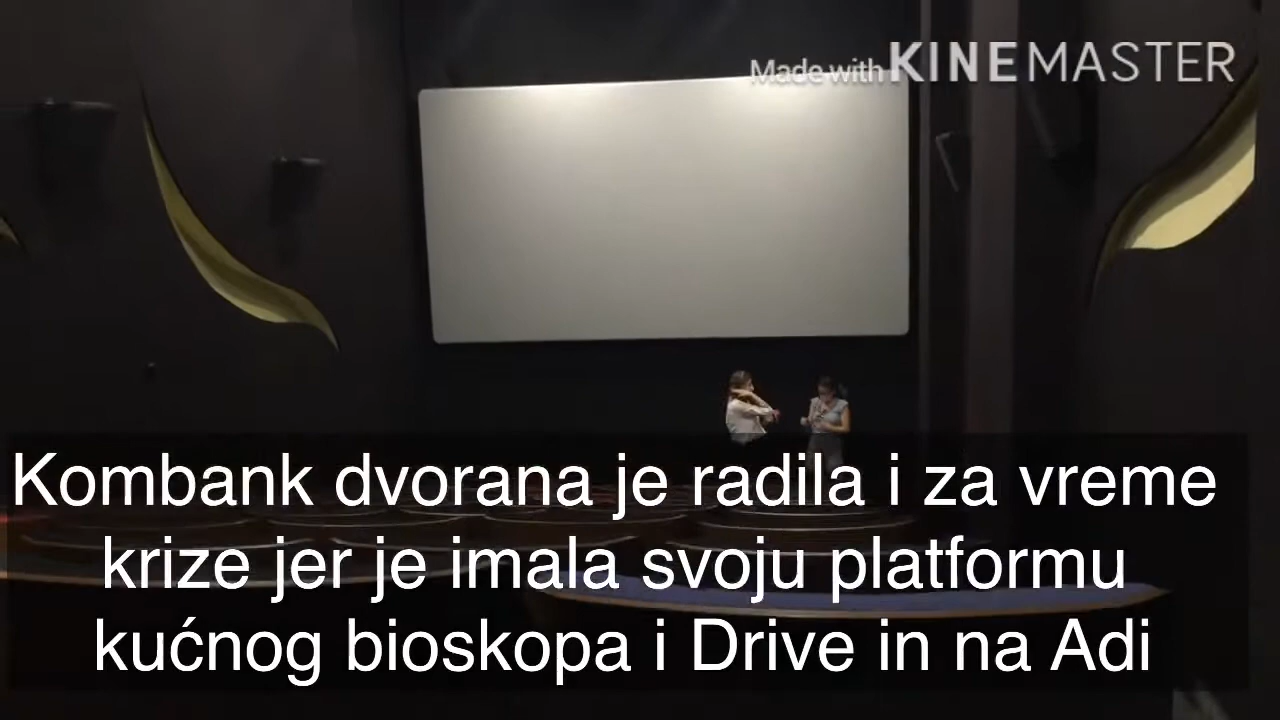 Made with KINEMASTER
Kombank dvorana je radila i za vreme
krize jer je imala svoju platformu
kućnog bioskopa i Drive in na Adi